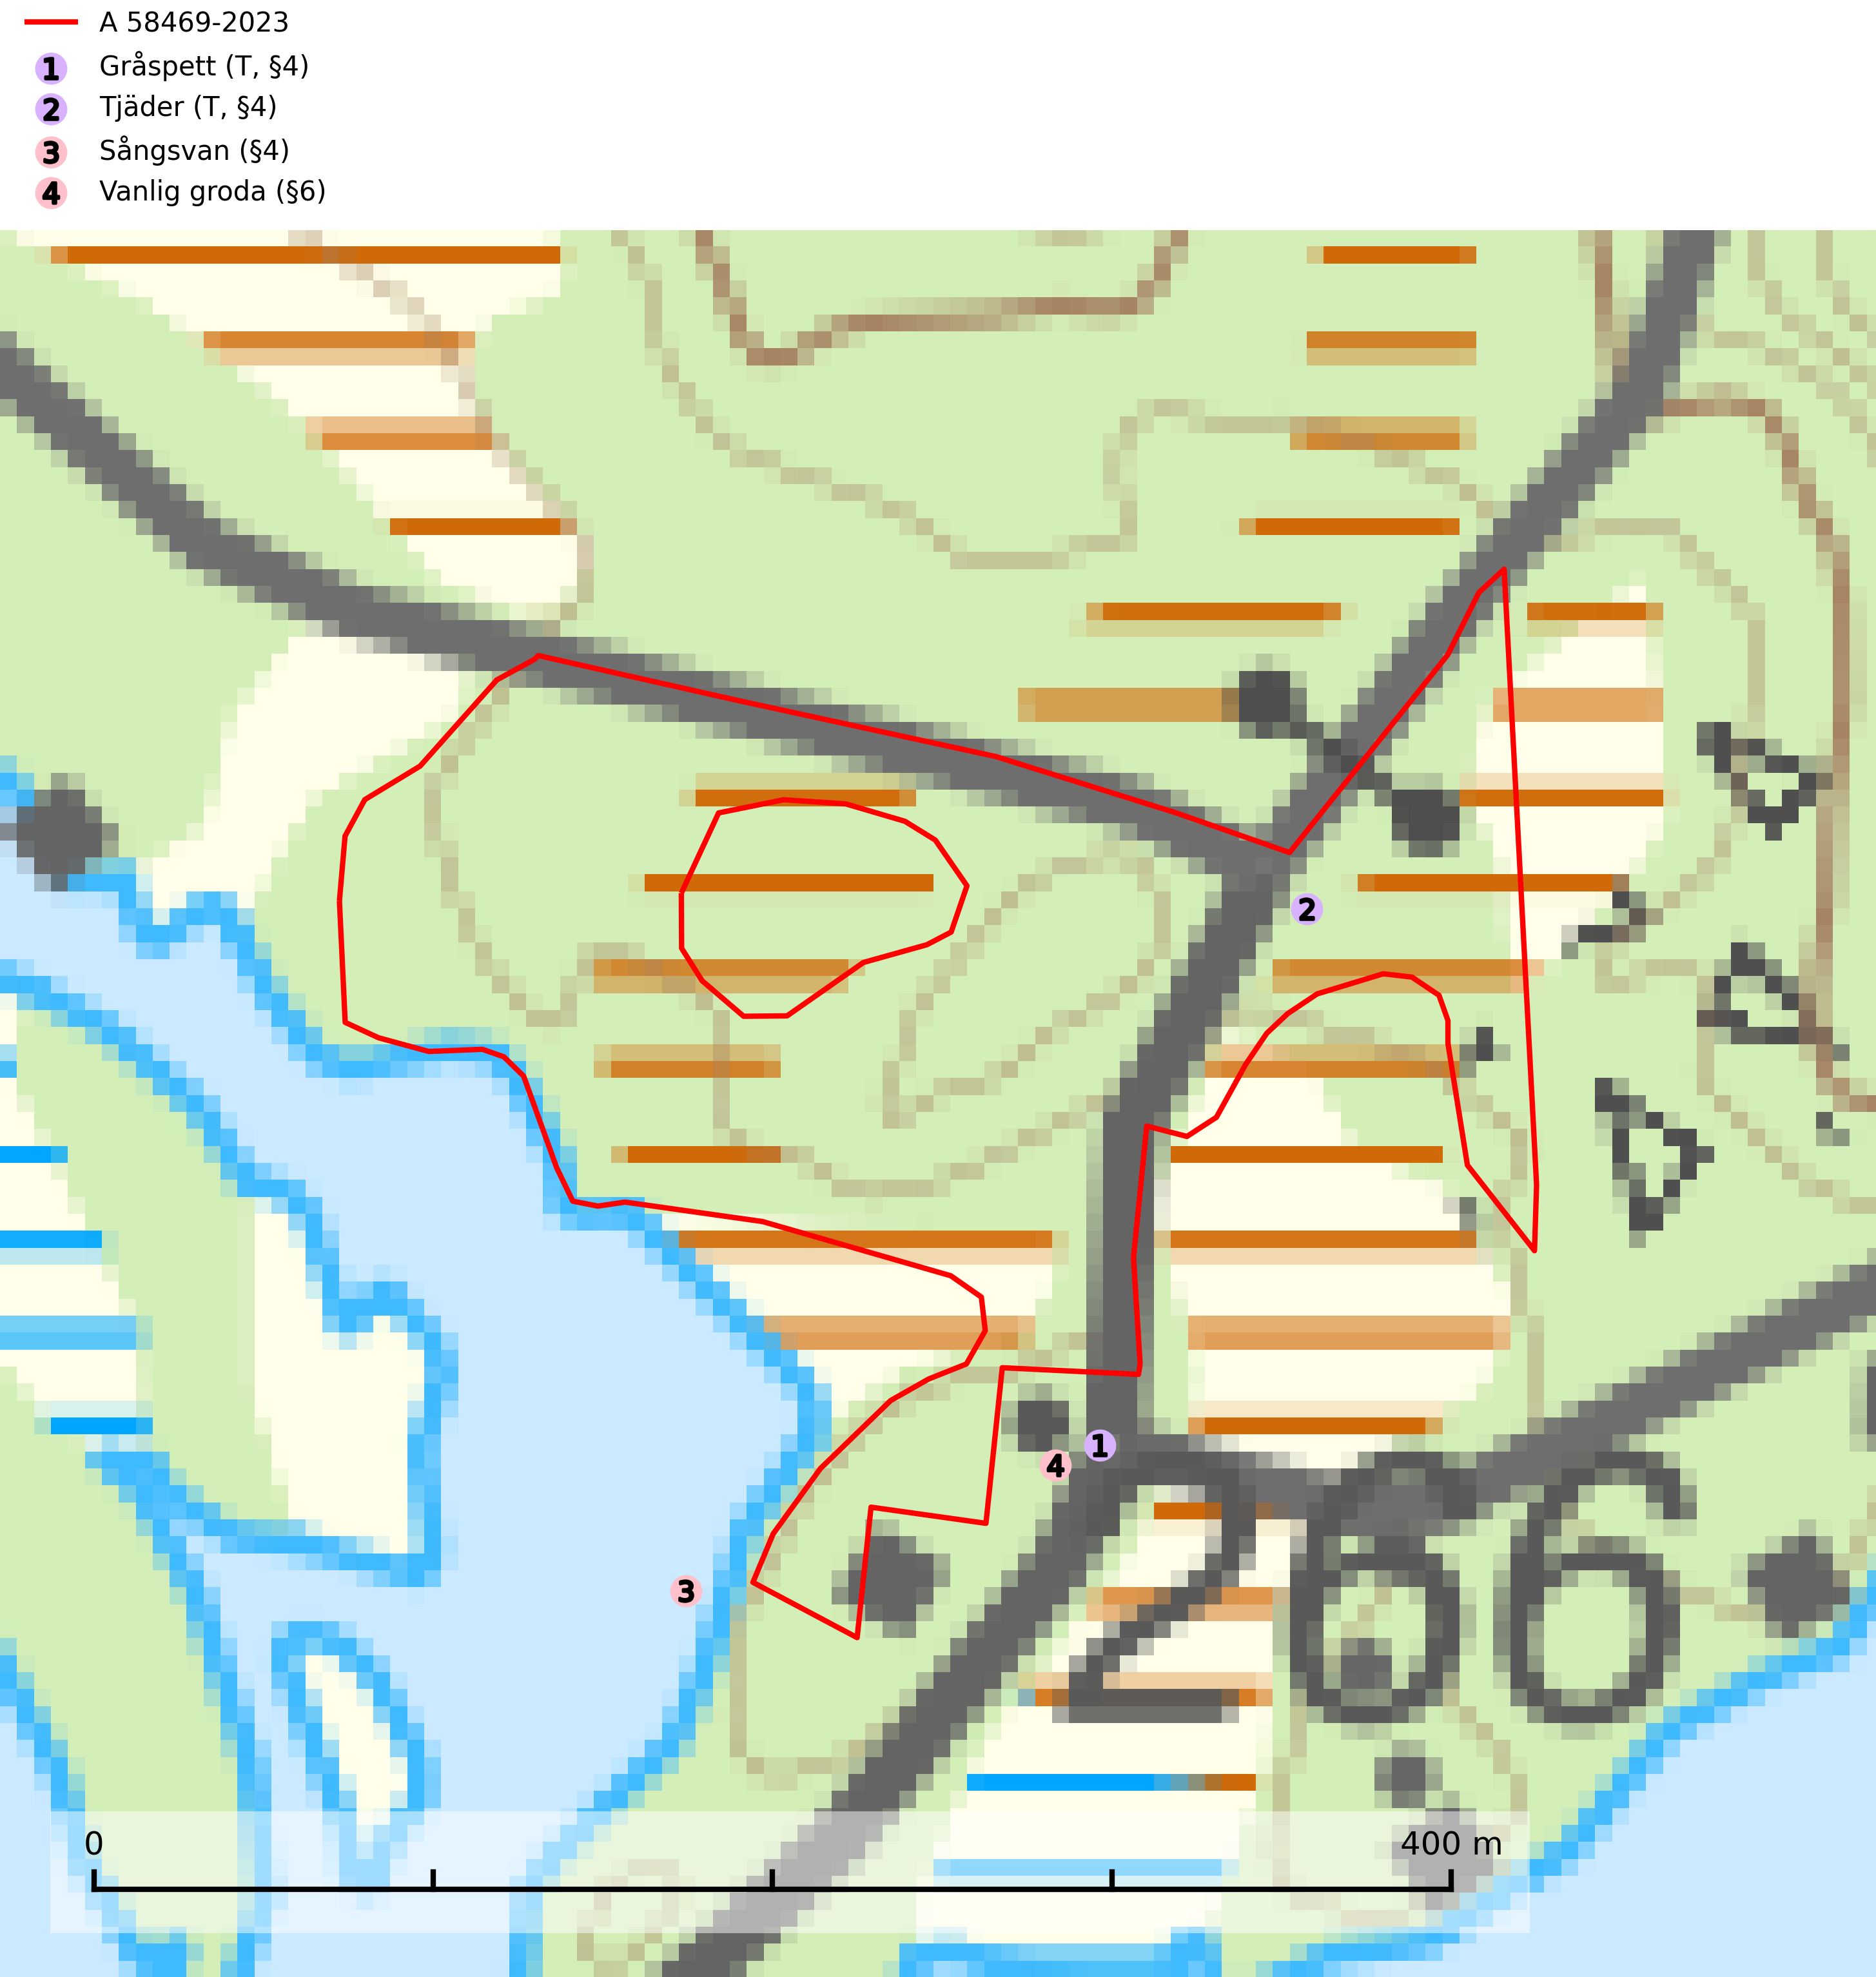 A 58469-2023
1 Gråspett (T, §4)
2 Tjäder (T, §4)
3 Sångsvan (§4)
4 Vanlig groda (§6)
2
1
4
3
266
0 400 m